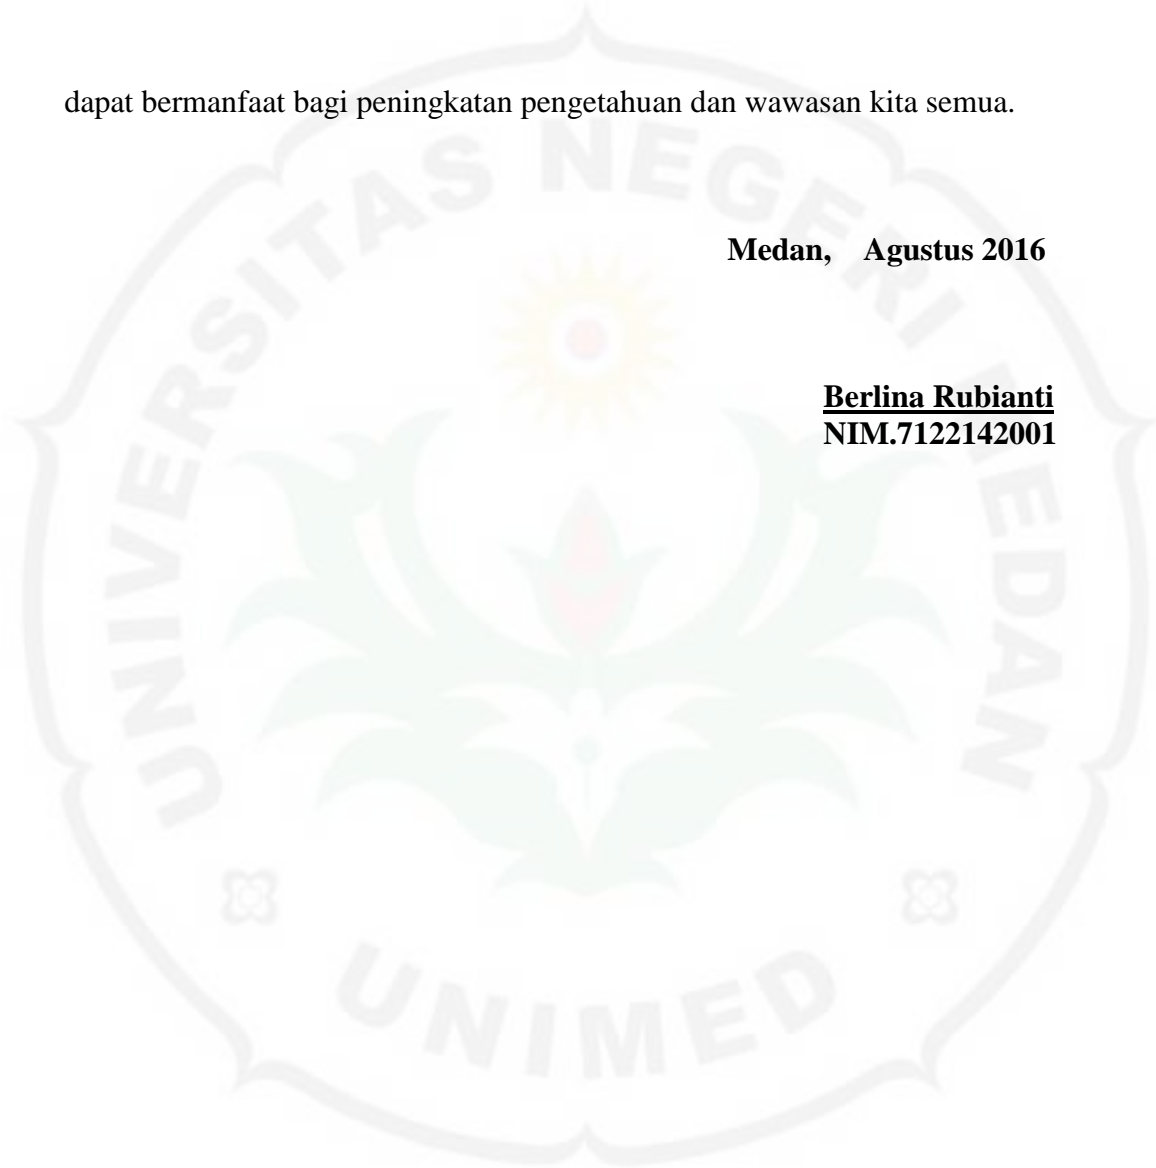 dapat bermanfaat bagi peningkatan pengetahuan dan wawasan kita semua.
Medan, Agustus 2016
Berlina Rubianti
NIM.7122142001
UNIVERSITAS NEGERI MEDAN
UNIMED